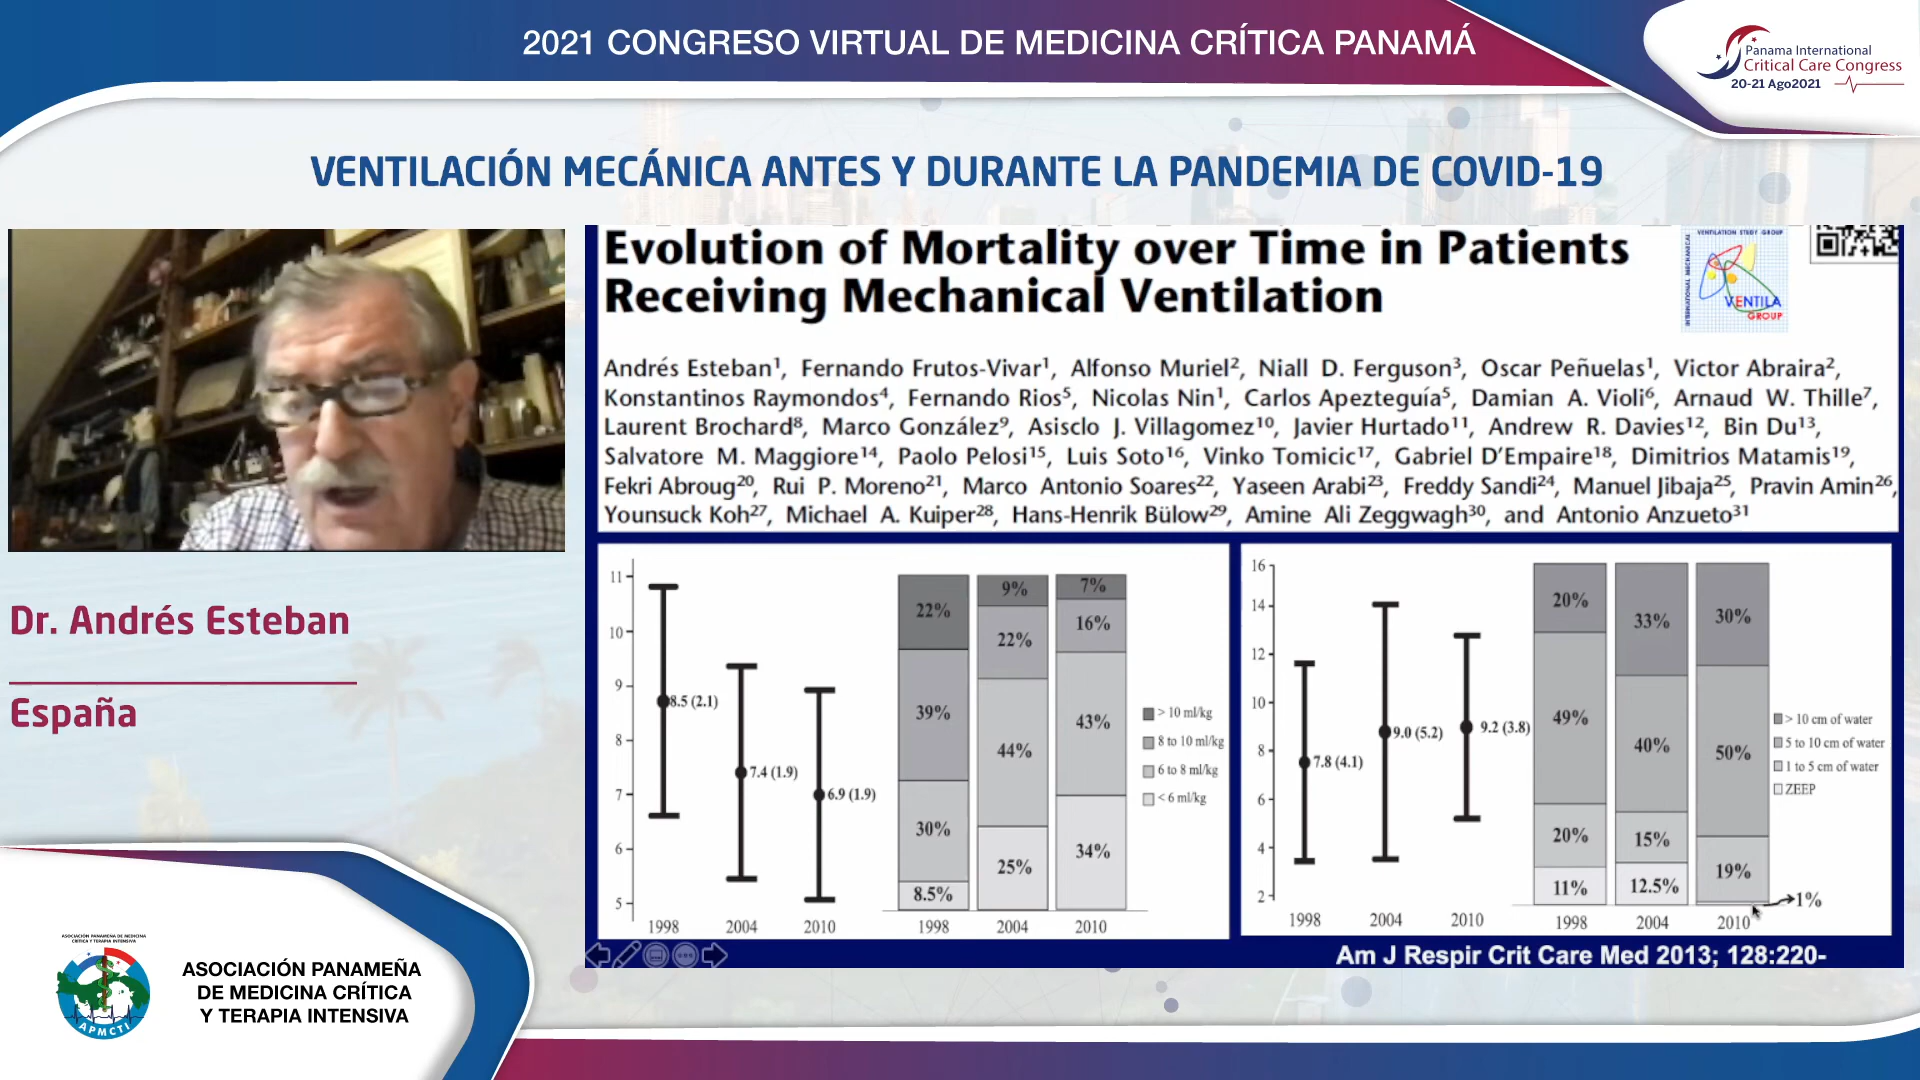 2021 CONGRESO VIRTUAL DE MEDICINA CRÍTICA PANAMÁ
Panama International
Critical Care Congress
20-21 Ago2021
VENTILACIÓN MECÁNICA ANTES Y DURANTE LA PANDEMIA DE COVID-19
Evolution of Mortality over Time in Patients
Receiving Mechanical Ventilation
INTERNATIONAL MECHANICAL
VENTILATION STUDY GROUP
VENTILA
GROUP
Andrés Esteban1, Fernando Frutos-Vivar1, Alfonso Muriel2, Niall D. Ferguson3, Oscar Peñuelas1, Victor Abraira2,
Konstantinos Raymondos4, Fernando Rios5, Nicolas Nin1, Carlos Apezteguía5, Damian A. Violi6, Arnaud W. Thille7,
Laurent Brochard8, Marco González9, Asisclo J. Villagomez10, Javier Hurtado11, Andrew R. Davies12, Bin Du13,
Salvatore M. Maggiore14, Paolo Pelosi15, Luis Soto16, Vinko Tomicic17, Gabriel D'Empaire18, Dimitrios Matamis19,
Fekri Abroug20, Rui P. Moreno21, Marco Antonio Soares22, Yaseen Arabi23, Freddy Sandi24, Manuel Jibaja25, Pravin Amin26,
Younsuck Koh27, Michael A. Kuiper28, Hans-Henrik Bülow29, Amine Ali Zeggwagh30, and Antonio Anzueto31
11
10
9
8
7
6
5
8.5 (2.1)
7.4 (1.9)
6.9 (1.9)
1998 2004 2010
22%
39%
30%
8.5%
9%
22%
44%
25%
7%
16%
43%
34%
1998 2004 2010
> 10 ml/kg
8 to 10 ml/kg
6 to 8 ml/kg
< 6 ml/kg
16
14
12
10
8
6
4
2
7.8 (4.1)
9.0 (5.2)
9.2 (3.8)
1998 2004 2010
20%
49%
20%
11%
33%
40%
15%
12.5%
30%
50%
19%
1%
1998 2004 2010
> 10 cm of water
5 to 10 cm of water
1 to 5 cm of water
ZEEP
Am J Respir Crit Care Med 2013; 128:220-
Dr. Andrés Esteban
España
ASOCIACIÓN PANAMEÑA DE MEDICINA
CRÍTICA Y TERAPIA INTENSIVA
APMCTI
ASOCIACIÓN PANAMEÑA
DE MEDICINA CRÍTICA
Y TERAPIA INTENSIVA